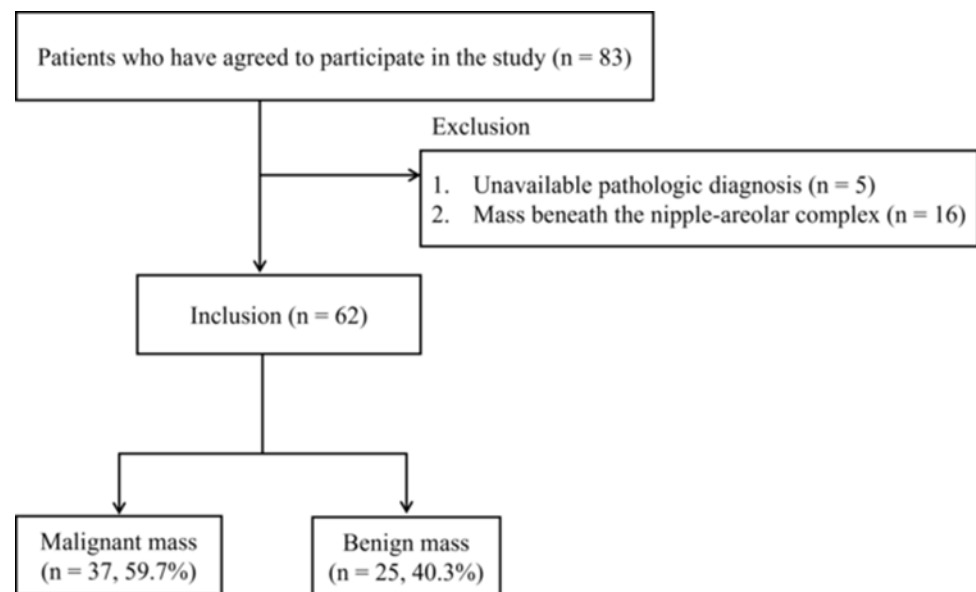 Patients who have agreed to participate in the study (n = 83)
Exclusion
1. Unavailable pathologic diagnosis (n = 5)
2. Mass beneath the nipple-areolar complex (n = 16)
Inclusion (n = 62)
Malignant mass
(n = 37, 59.7%)
Benign mass
(n = 25, 40.3%)